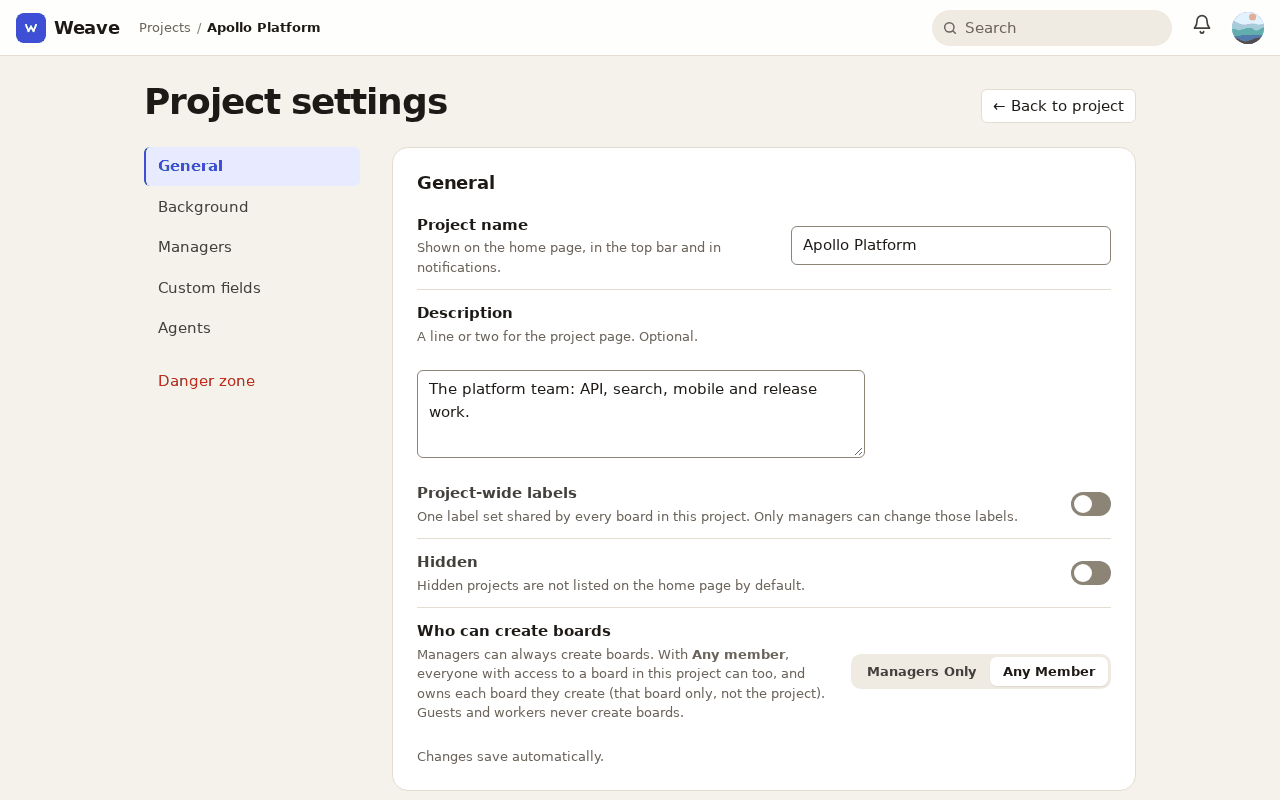 Weave
Projects / Apollo Platform
Search
Project settings
← Back to project
General
Background
Managers
Custom fields
Agents
Danger zone
General
Project name
Shown on the home page, in the top bar and in
notifications.
Apollo Platform
Description
A line or two for the project page. Optional.
The platform team: API, search, mobile and release
work.
Project-wide labels
One label set shared by every board in this project. Only managers can change those labels.
Hidden
Hidden projects are not listed on the home page by default.
Who can create boards
Managers can always create boards. With Any member,
everyone with access to a board in this project can too, and
owns each board they create (that board only, not the project).
Guests and workers never create boards.
Managers Only
Any Member
Changes save automatically.